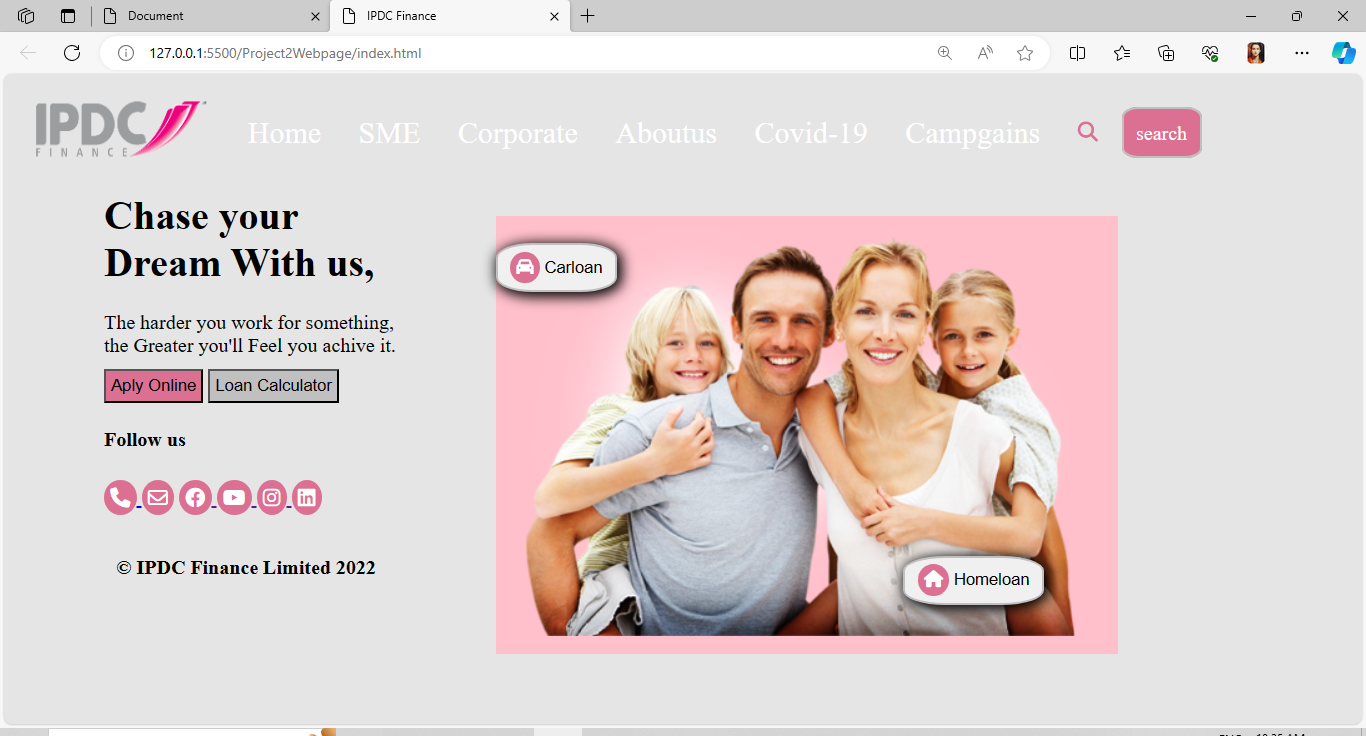 Document
IPDC Finance
127.0.0.1:5500/Project2Webpage/index.html
IPDC
FINANCE
Home SME Corporate Aboutus Covid-19 Campgains search
Chase your
Dream With us,
The harder you work for something,
the Greater you'll Feel you achive it.
Aply Online Loan Calculator
Follow us
© IPDC Finance Limited 2022
Carloan
Homeloan